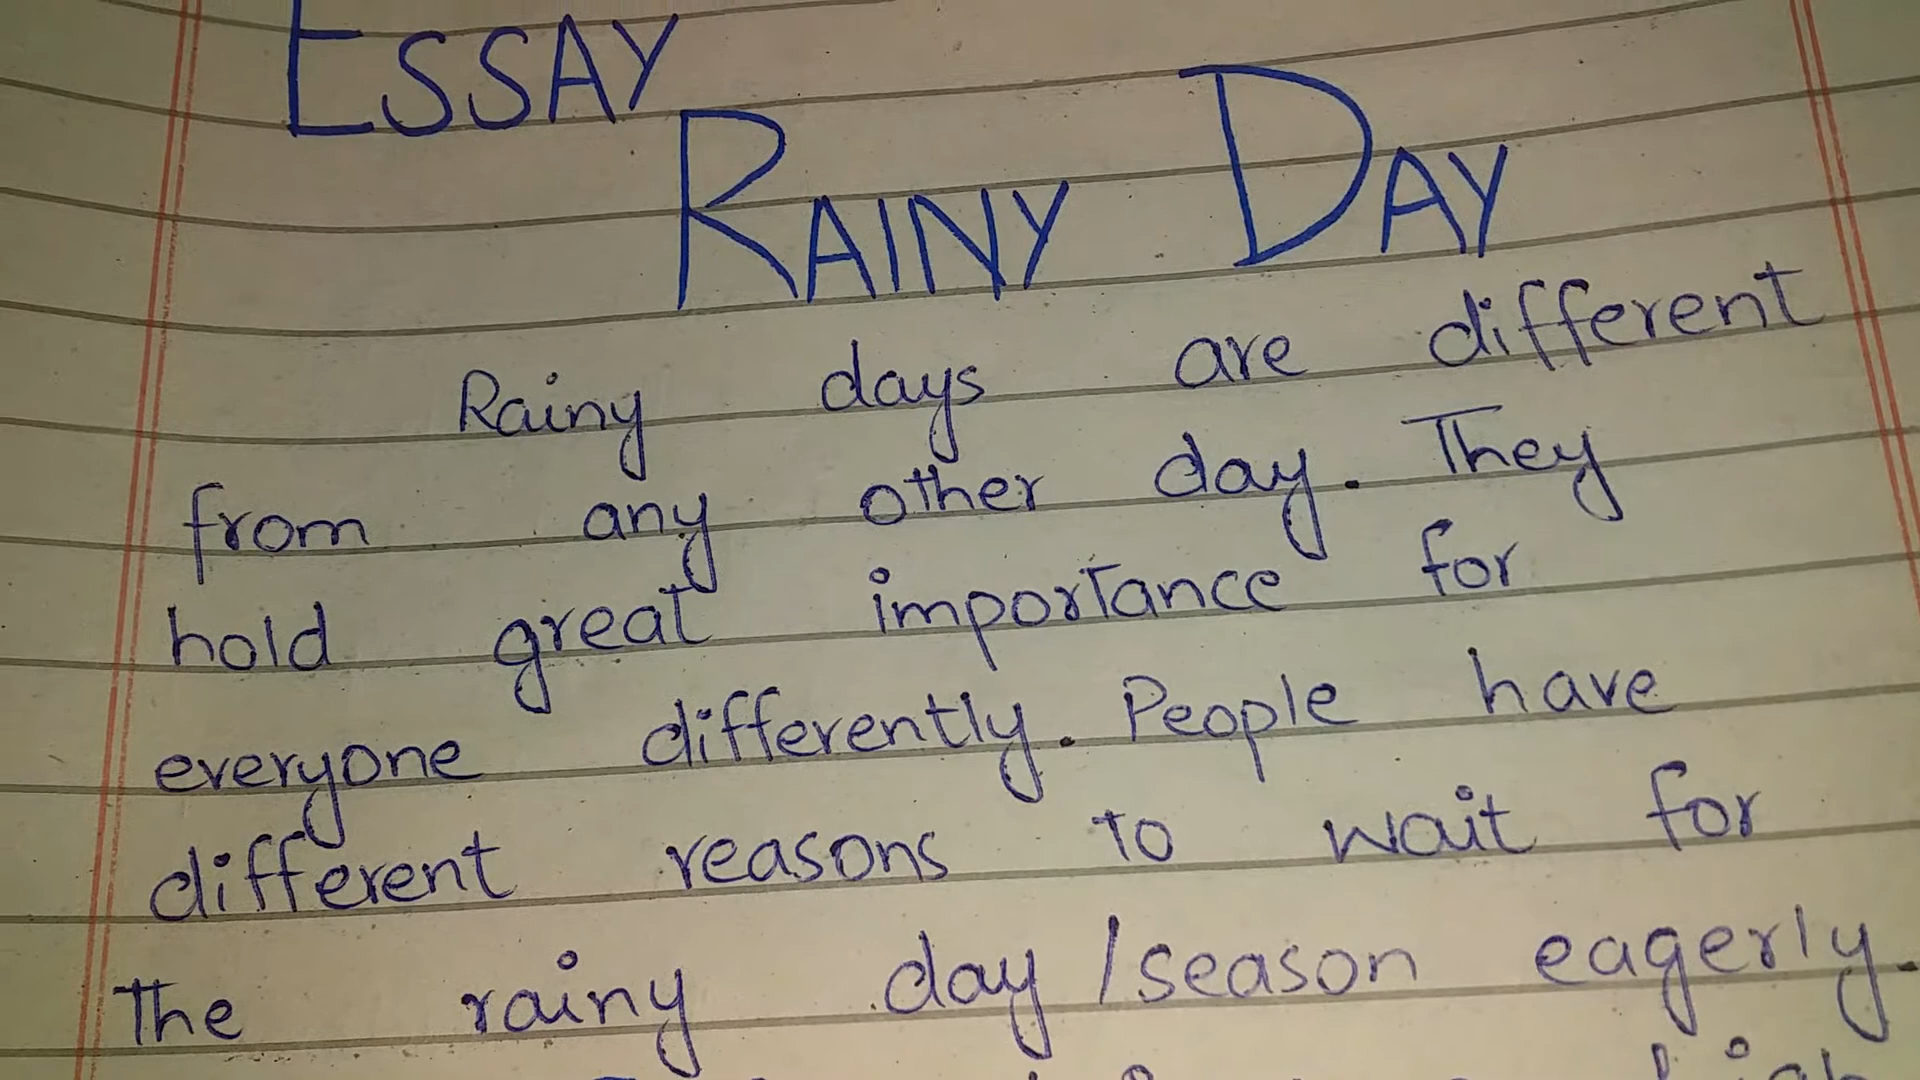 ESSAY
RAINY DAY
Rainy days are different
from any other day. They
hold great importance for
everyone differently. People have
different reasons to wait for
The rainy day / season eagerly.